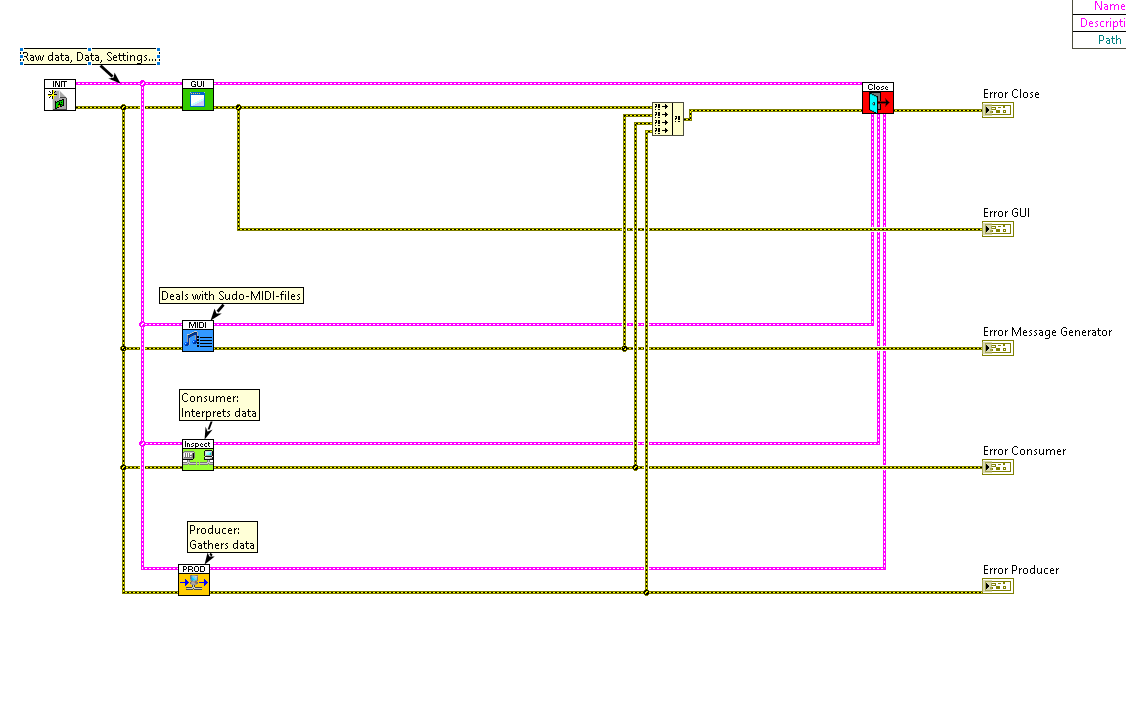 Name
Descripti
Path
Raw data, Data, Settings...
INIT
GUI
Close
Error Close
?!
Error GUI
Deals with Sudo-MIDI-files
MIDI
Error Message Generator
Consumer:
Interprets data
Inspect
Error Consumer
Producer:
Gathers data
PROD
Error Producer